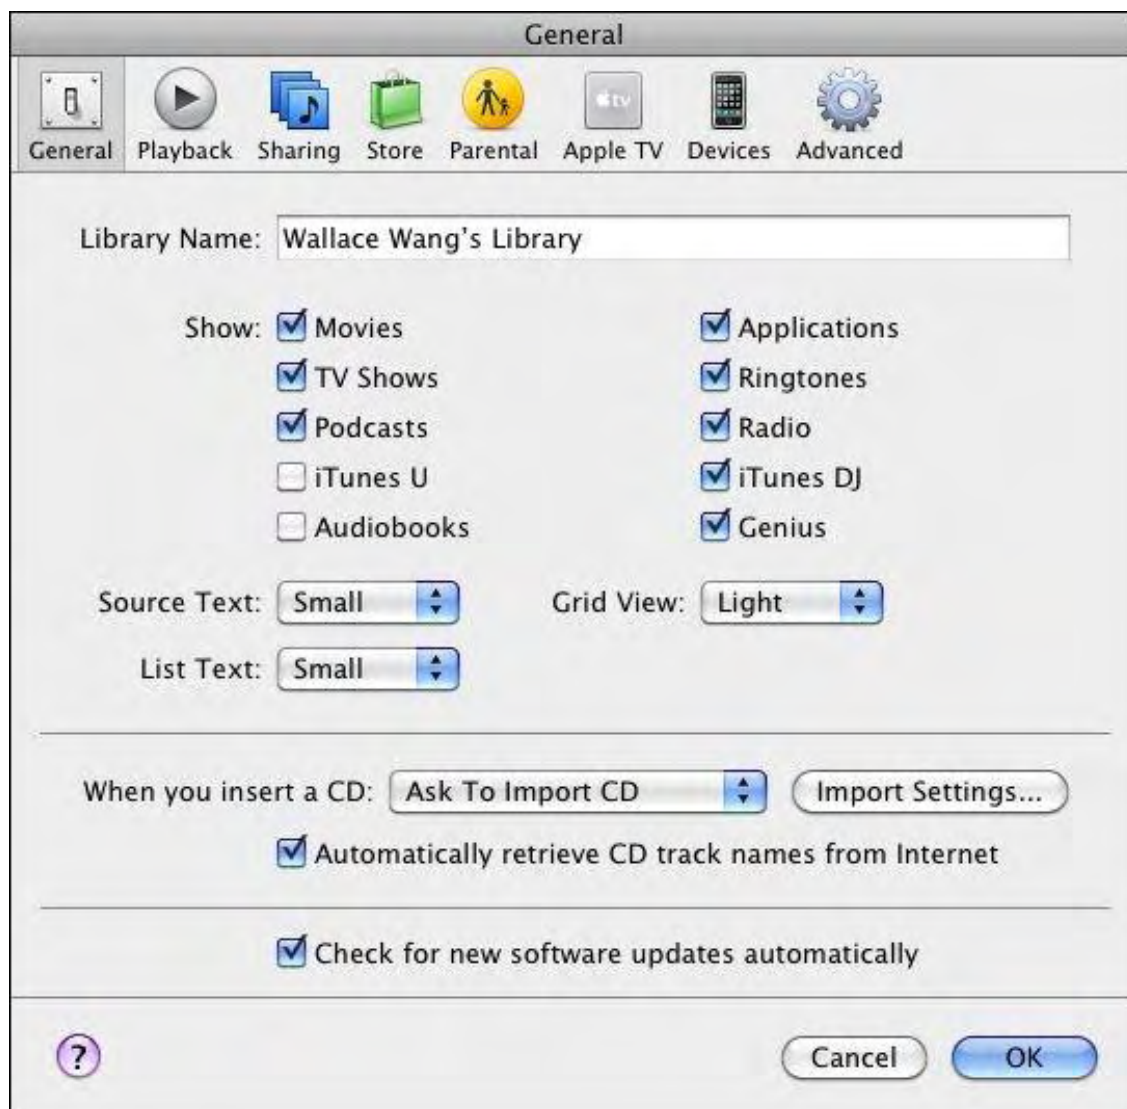 General
tv
General Playback Sharing Store Parental Apple TV Devices Advanced
Library Name: Wallace Wang's Library
Show: Movies Applications
TV Shows Ringtones
Podcasts Radio
iTunes U iTunes DJ
Audiobooks Genius
Source Text: Small Grid View: Light
List Text: Small
When you insert a CD: Ask To Import CD Import Settings...
Automatically retrieve CD track names from Internet
Check for new software updates automatically
? Cancel OK